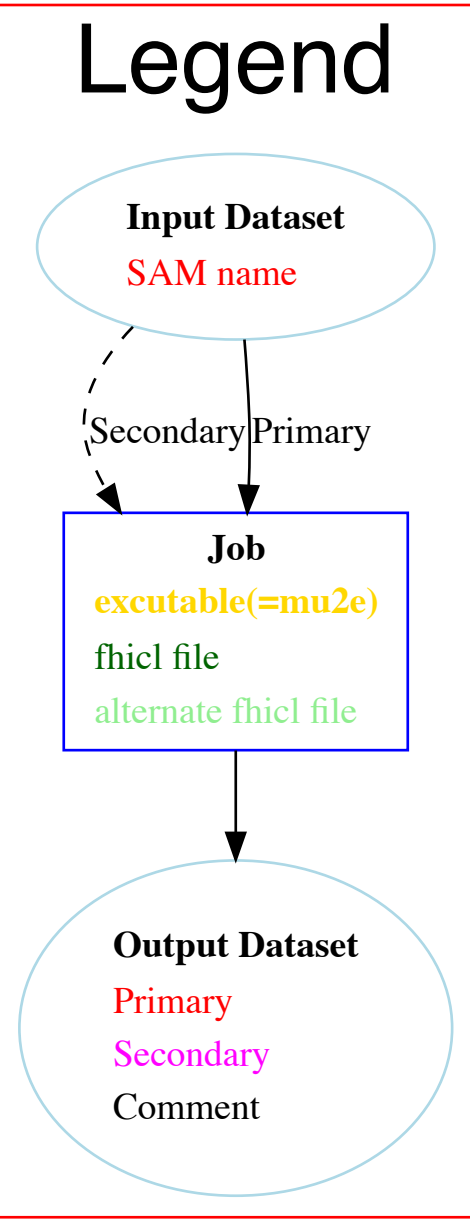 Legend
Input Dataset
SAM name
Secondary Primary
Job
excutable(=mu2e)
fhicl file
alternate fhicl file
Output Dataset
Primary
Secondary
Comment